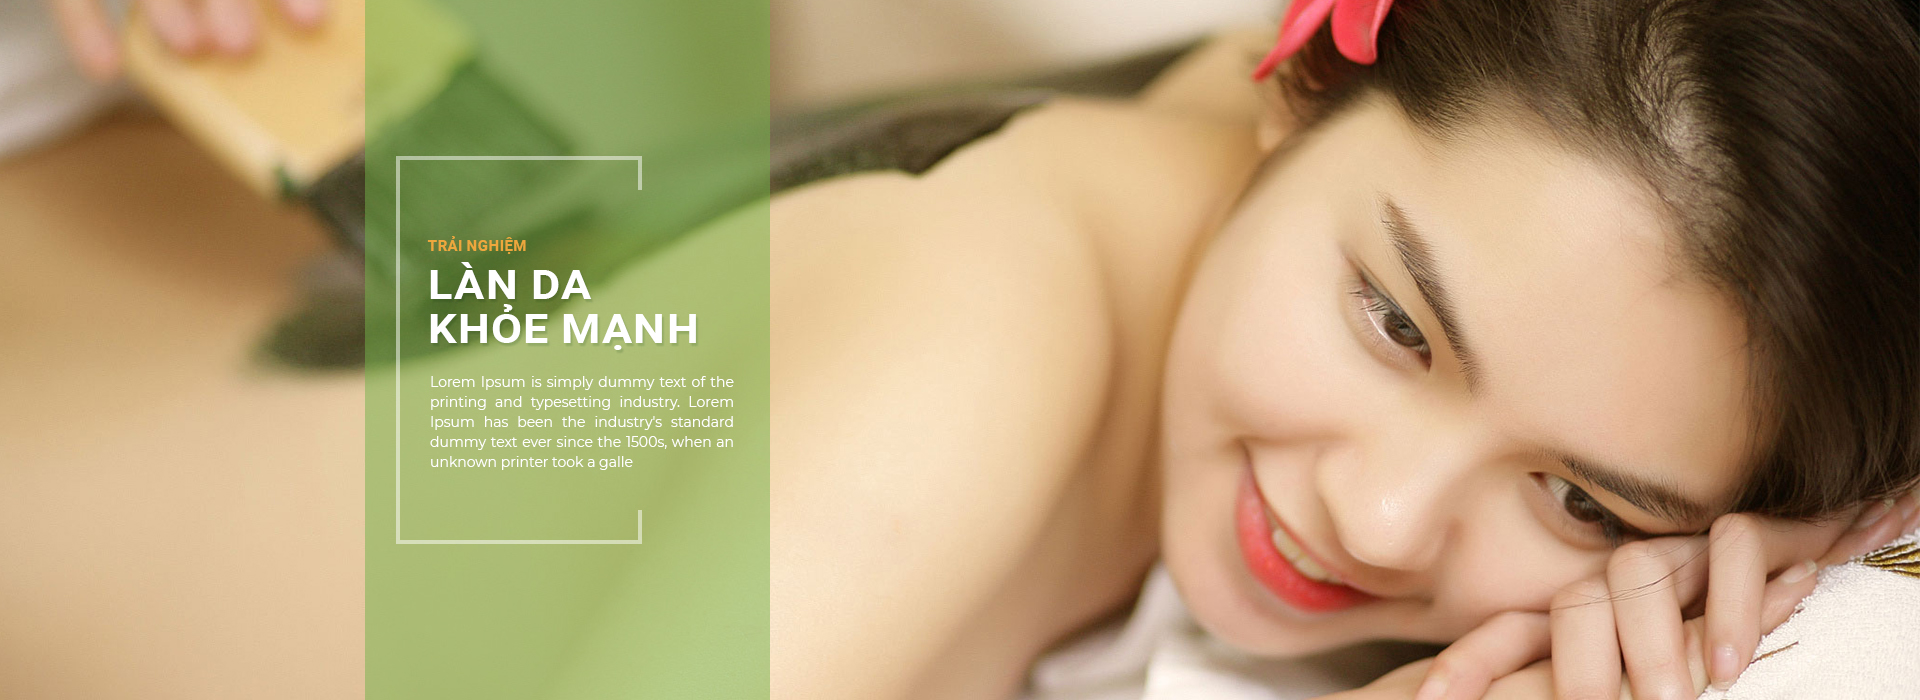 TRẢI NGHIỆM
LÀN DA
KHỎE MẠNH
Lorem Ipsum is simply dummy text of the
printing and typesetting industry. Lorem
Ipsum has been the industry's standard
dummy text ever since the 1500s, when an
unknown printer took a galle